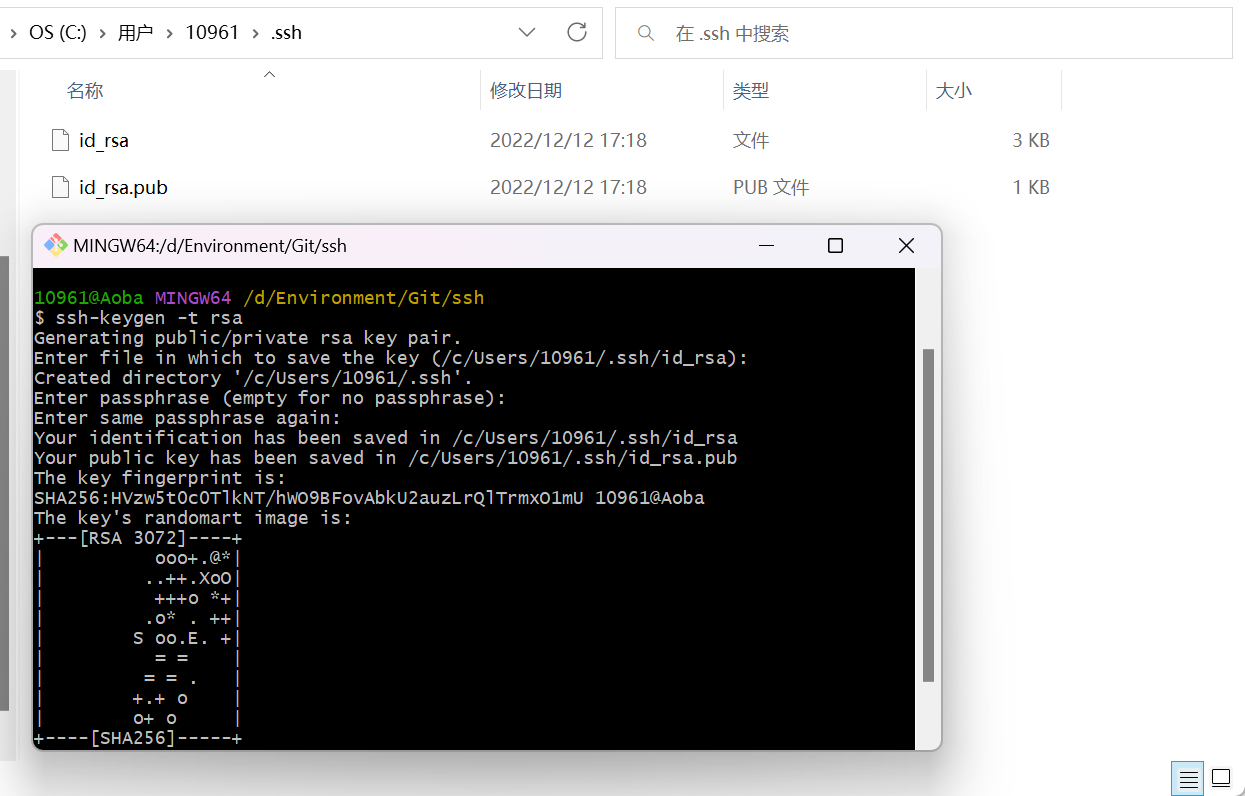 OS (C:) › 用户 › 10961 › .ssh
在 .ssh 中搜索
名称 修改日期 类型 大小
id_rsa 2022/12/12 17:18 文件 3 KB
id_rsa.pub 2022/12/12 17:18 PUB 文件 1 KB
MINGW64:/d/Environment/Git/ssh
10961@Aoba MINGW64 /d/Environment/Git/ssh
$ ssh-keygen -t rsa
Generating public/private rsa key pair.
Enter file in which to save the key (/c/Users/10961/.ssh/id_rsa):
Created directory '/c/Users/10961/.ssh'.
Enter passphrase (empty for no passphrase):
Enter same passphrase again:
Your identification has been saved in /c/Users/10961/.ssh/id_rsa
Your public key has been saved in /c/Users/10961/.ssh/id_rsa.pub
The key fingerprint is:
SHA256:HVzw5tOcOTlkNT/hWO9BFovAbkU2auzLrQlTrmxO1mU 10961@Aoba
The key's randomart image is:
+---[RSA 3072]----+
|          ooo+.@*|
|         ..++.XoO|
|          +++o *+|
|         .o* . ++|
|        S oo.E. +|
|          = =    |
|         = = .   |
|        +.+ o    |
|        o+ o     |
+----[SHA256]-----+